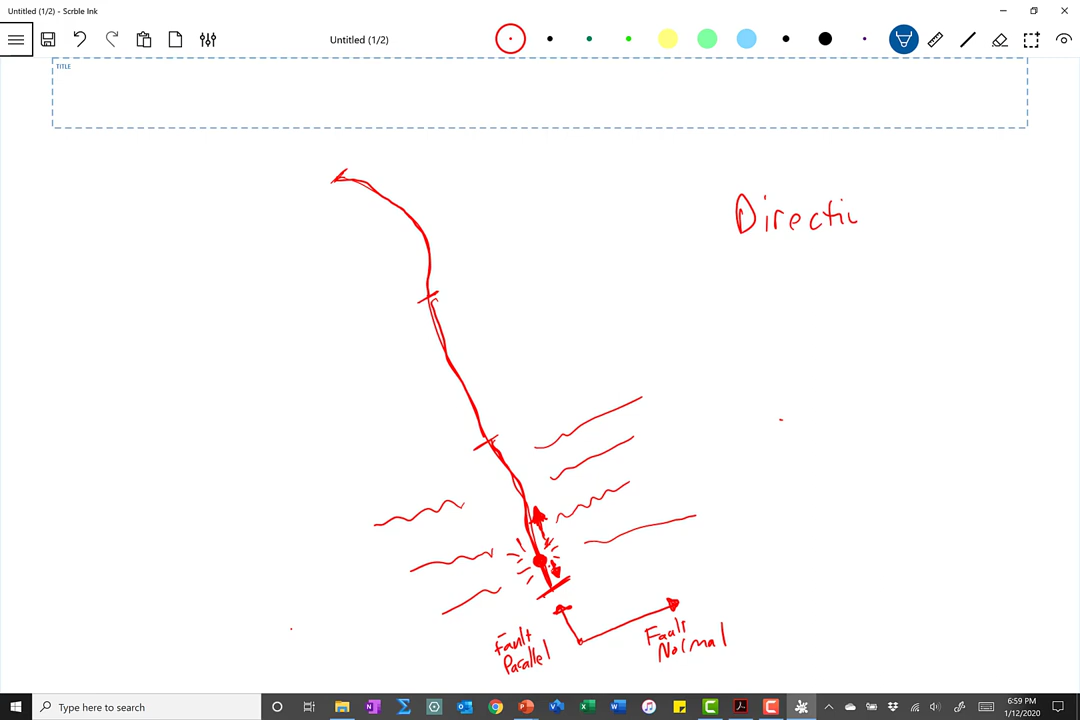 Untitled (1/2) - Scrble Ink
Untitled (1/2)
TITLE
Directi
Fault
Parallel
Fault
Normal
Type here to search
6:59 PM
1/12/2020